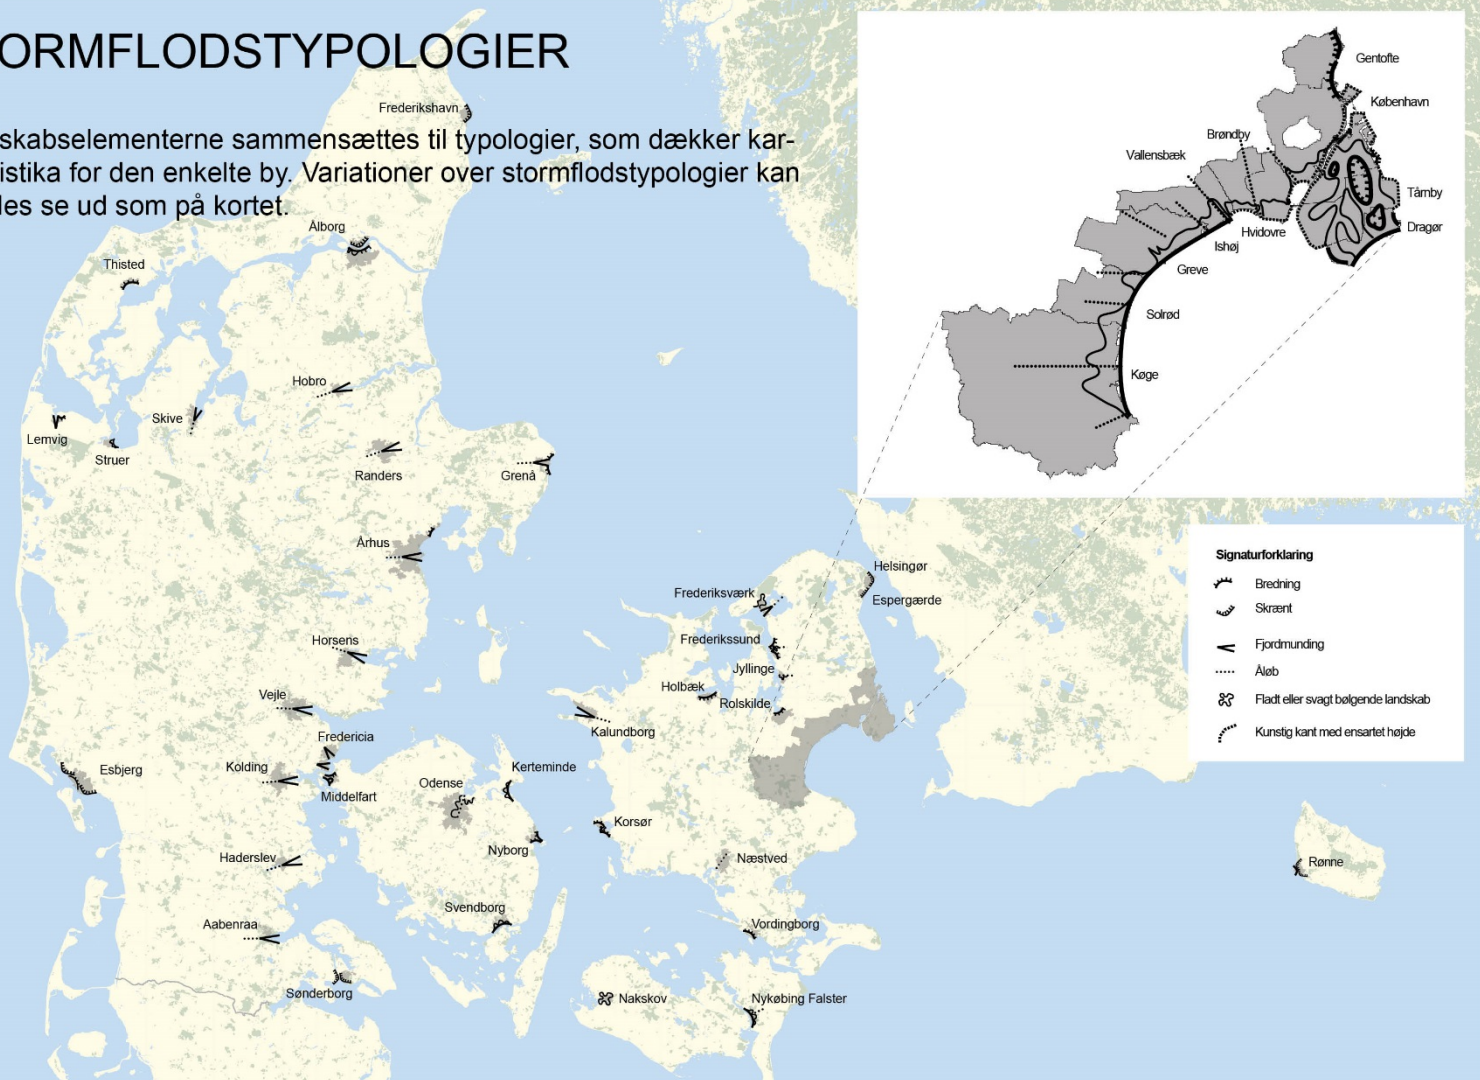 ORMFLODSTYPOLOGIER
skabselementerne sammensættes til typologier, som dækker kar-
istika for den enkelte by. Variationer over stormflodstypologier kan
les se ud som på kortet.
Frederikshavn
Ålborg
Thisted
Hobro
Skive
Lemvig
Struer
Randers
Grenå
Århus
Horsens
Vejle
Fredericia
Kolding
Esbjerg
Middelfart
Odense
Kerteminde
Nyborg
Haderslev
Svendborg
Aabenraa
Sønderborg
Helsingør
Espergærde
Frederiksværk
Frederikssund
Jyllinge
Holbæk
Rolskilde
Kalundborg
Korsør
Næstved
Vordingborg
Nakskov
Nykøbing Falster
Rønne
Gentofte
København
Brøndby
Vallensbæk
Tårnby
Dragør
Hvidovre
Ishøj
Greve
Solrød
Køge
Signaturforklaring
Bredning
Skrænt
Fjordmunding
Åløb
Fladt eller svagt bølgende landskab
Kunstig kant med ensartet højde